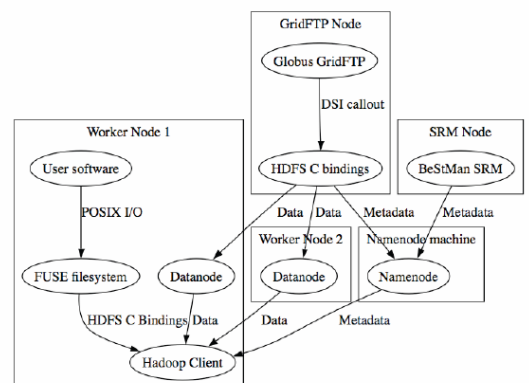 GridFTP Node
Globus GridFTP
DSI callout
Worker Node 1
SRM Node
User software
HDFS C bindings
BeStMan SRM
POSIX I/O
Data
Data
Metadata
Metadata
Worker Node 2
Namenode machine
FUSE filesystem
Datanode
Datanode
Namenode
HDFS C Bindings
Data
Data
Metadata
Hadoop Client